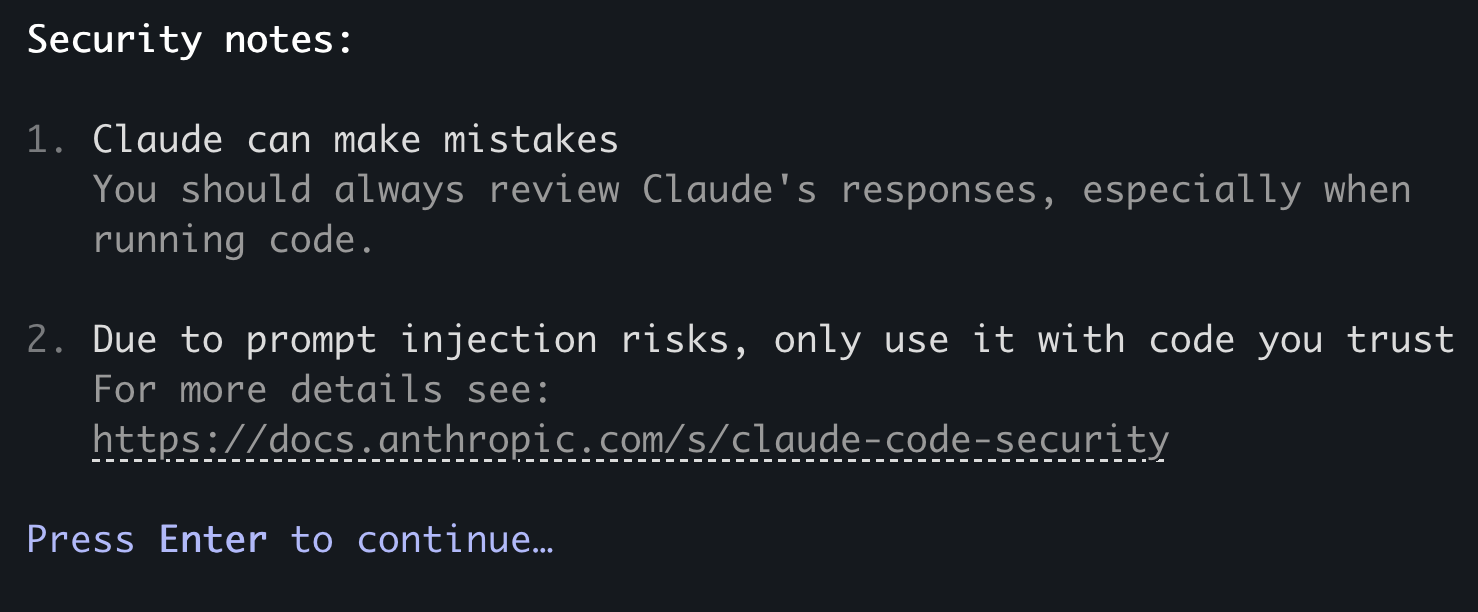 Security notes:
1. Claude can make mistakes
You should always review Claude's responses, especially when
running code.
2. Due to prompt injection risks, only use it with code you trust
For more details see:
https://docs.anthropic.com/s/claude-code-security
Press Enter to continue…